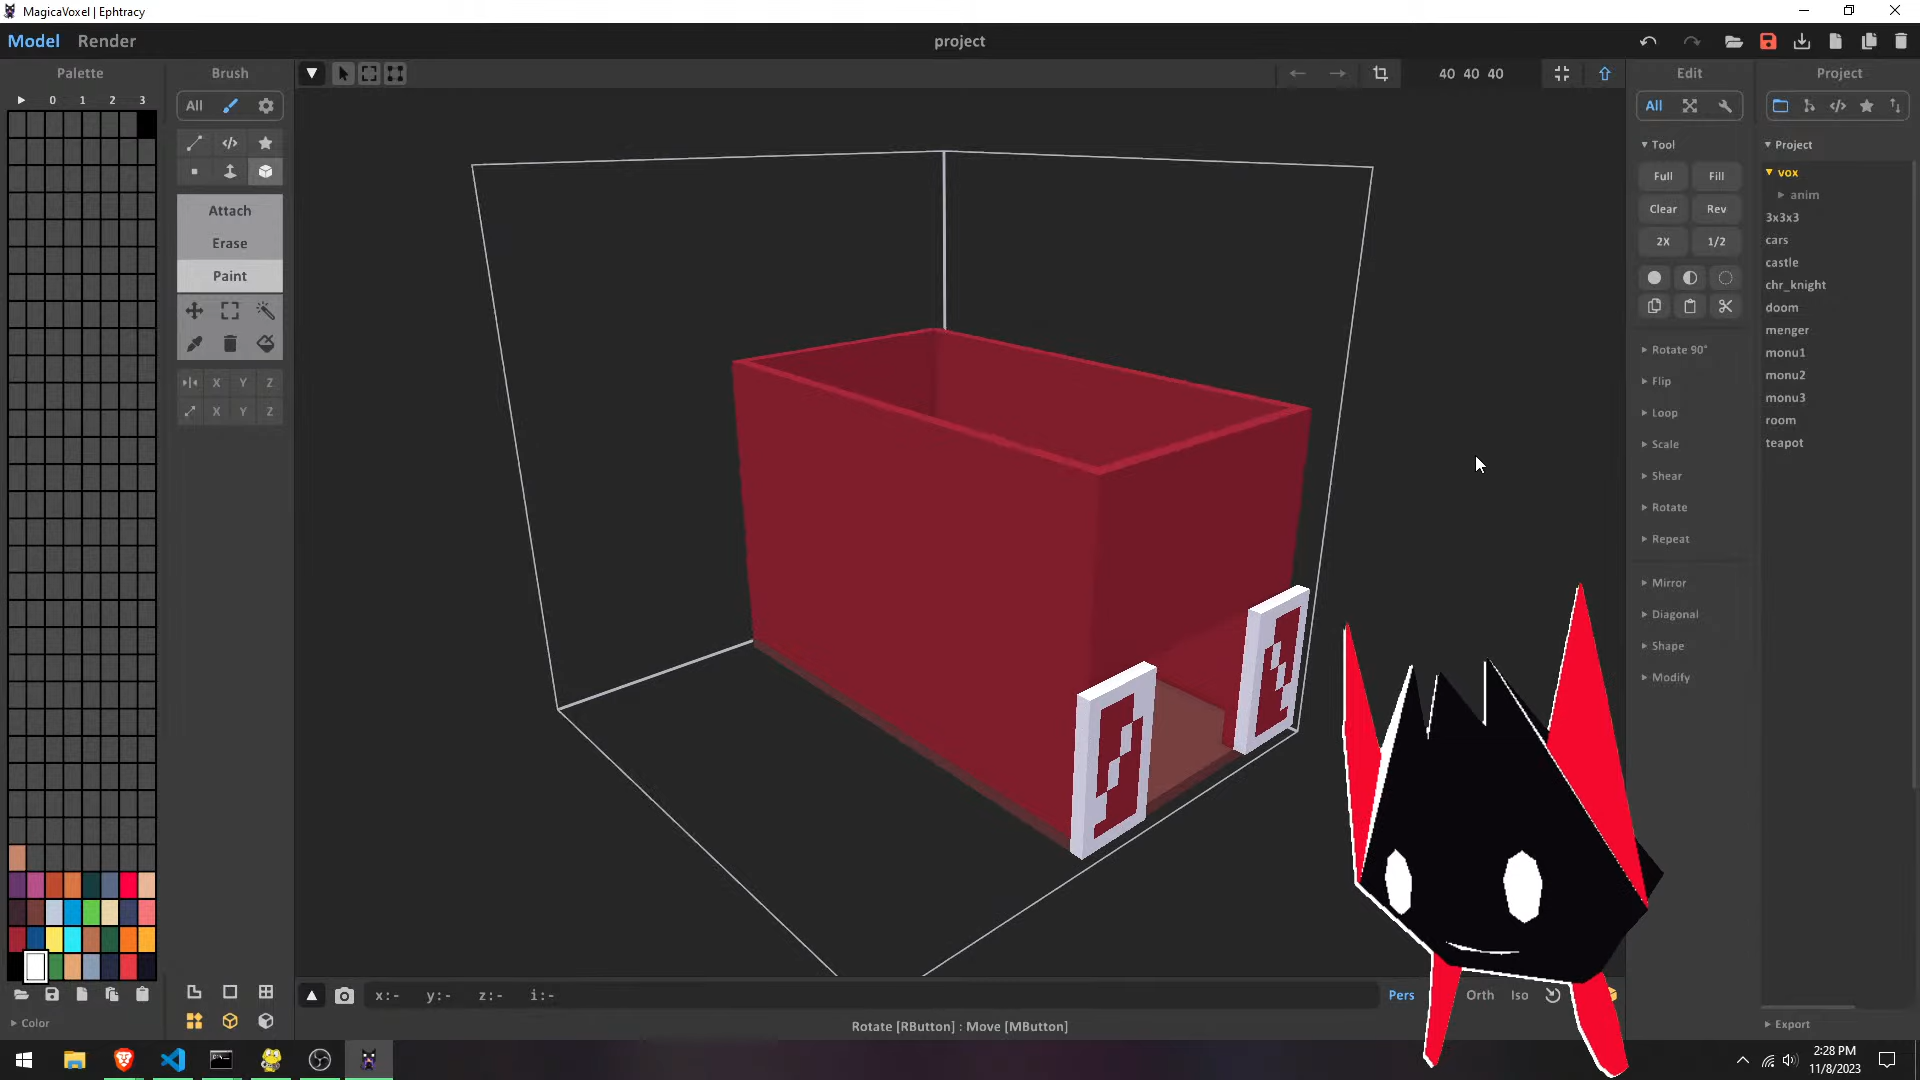 MagicaVoxel | Ephtracy
Model Render
project
Palette
Brush
40 40 40
Edit
Project
0 1 2 3
All
All
Tool
Project
Full Fill
vox
anim
Clear Rev
3x3x3
Attach
2X 1/2
cars
Erase
castle
Paint
chr_knight
doom
menger
Rotate 90°
monu1
X Y Z
Flip
monu2
X Y Z
Loop
monu3
room
Scale
teapot
Shear
Rotate
Repeat
Mirror
Diagonal
Shape
Modify
x:- y:- z:- i:-
Pers Orth Iso
Color
Rotate [RButton] : Move [MButton]
Export
2:28 PM
11/8/2023